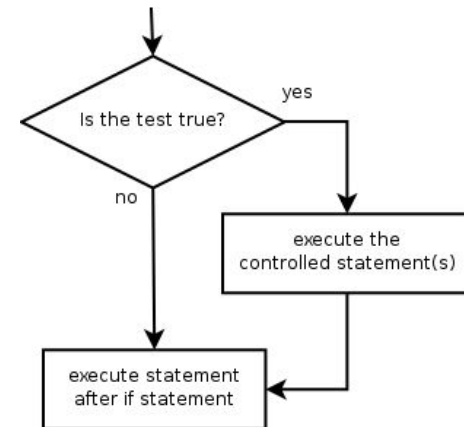 Is the test true?
yes
no
execute the
controlled statement(s)
execute statement
after if statement